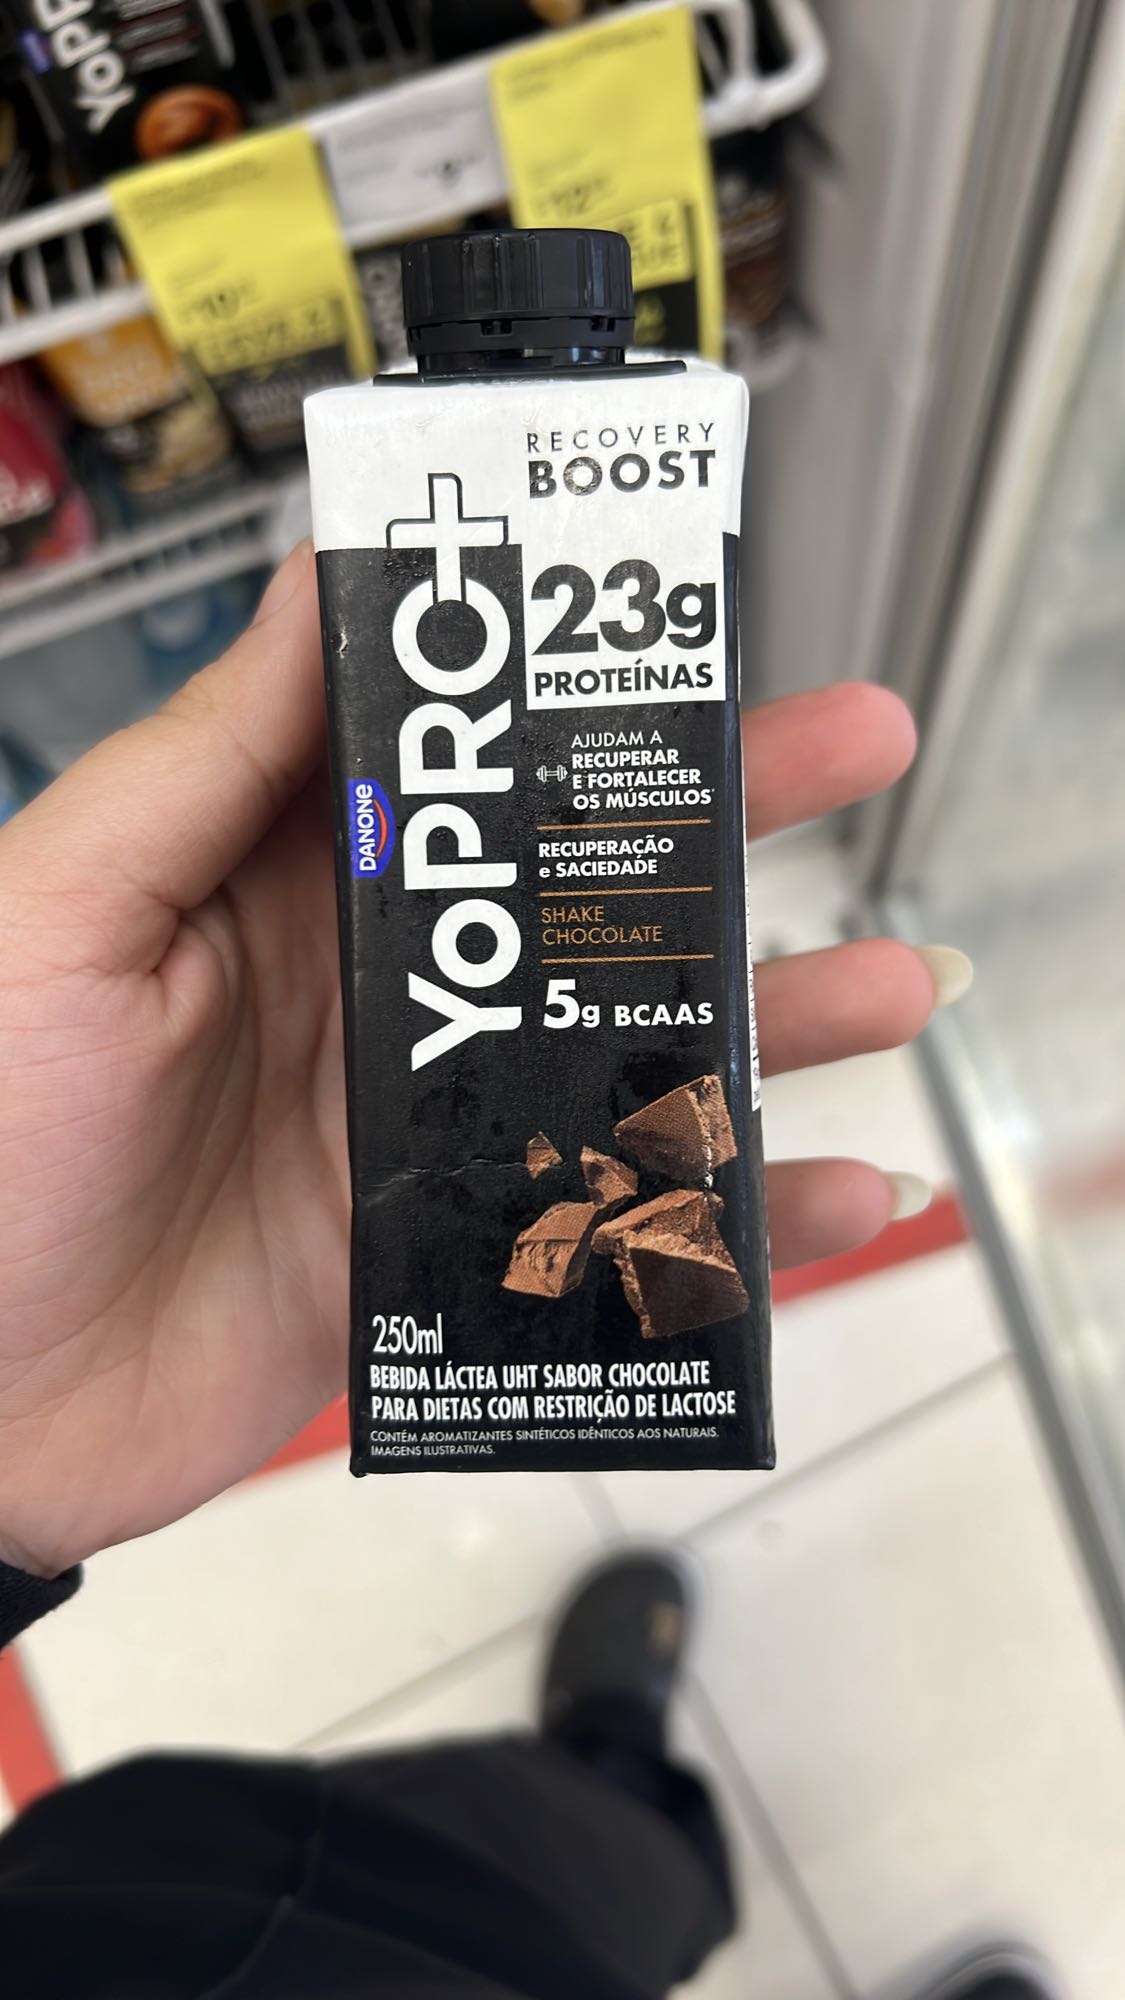 YoPR
RECOVERY
BOOST
YoPRO+
DANONE
23g
PROTEÍNAS
AJUDAM A
RECUPERAR
E FORTALECER
OS MÚSCULOS*
RECUPERAÇÃO
e SACIEDADE
SHAKE
CHOCOLATE
5g BCAAS
250ml
BEBIDA LÁCTEA UHT SABOR CHOCOLATE
PARA DIETAS COM RESTRIÇÃO DE LACTOSE
CONTÉM AROMATIZANTES SINTÉTICOS IDÊNTICOS AOS NATURAIS.
IMAGENS ILUSTRATIVAS.